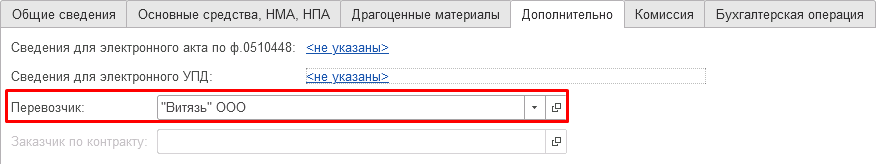 Общие сведения Основные средства, НМА, НПА Драгоценные материалы Дополнительно Комиссия Бухгалтерская операция
Сведения для электронного акта по ф.0510448: <не указаны>
Сведения для электронного УПД: <не указаны>
Перевозчик: "Витязь" ООО
Заказчик по контракту: